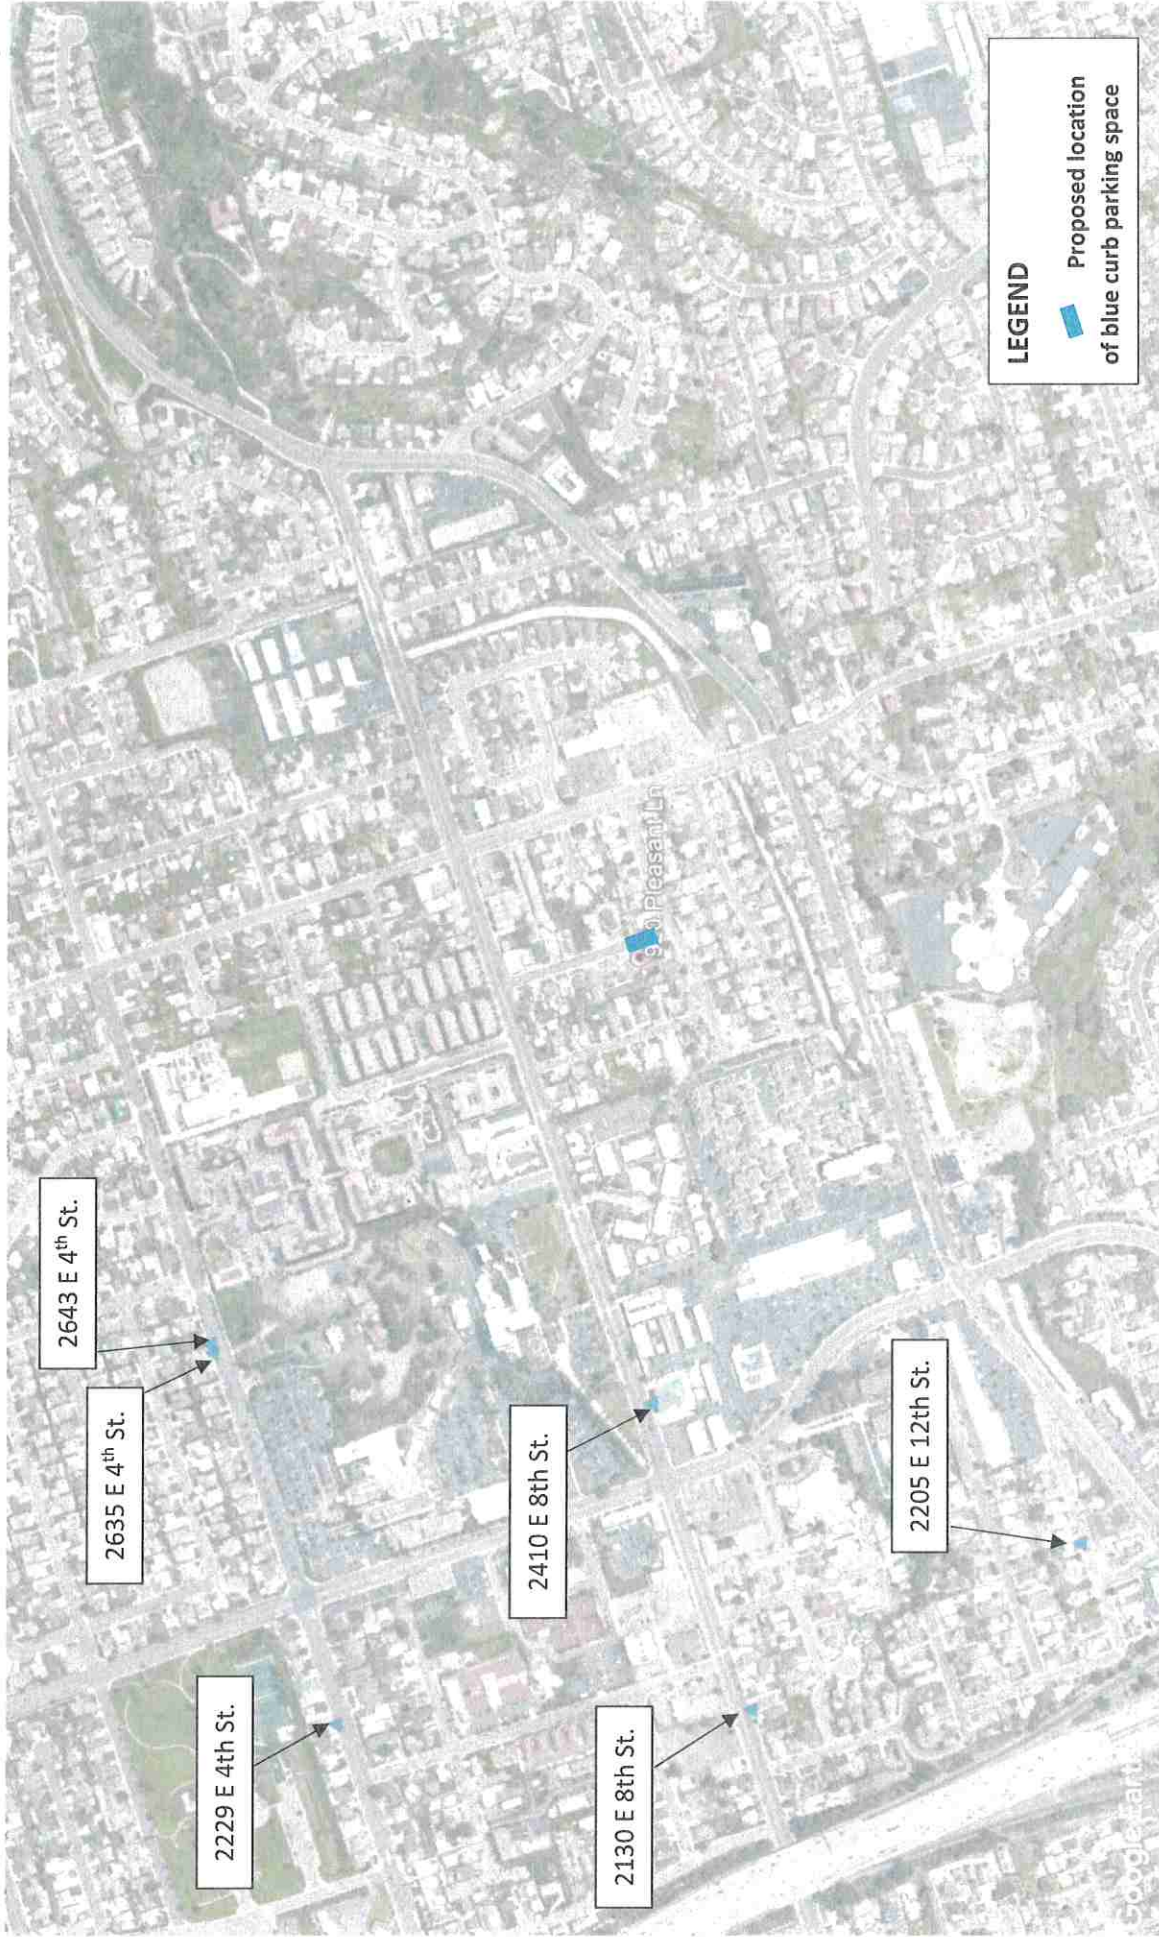 2643 E 4th St.
2635 E 4th St.
2229 E 4th St.
2410 E 8th St.
2130 E 8th St.
2205 E 12th St.
Pleasant Ln
LEGEND
Proposed location
of blue curb parking space
Google